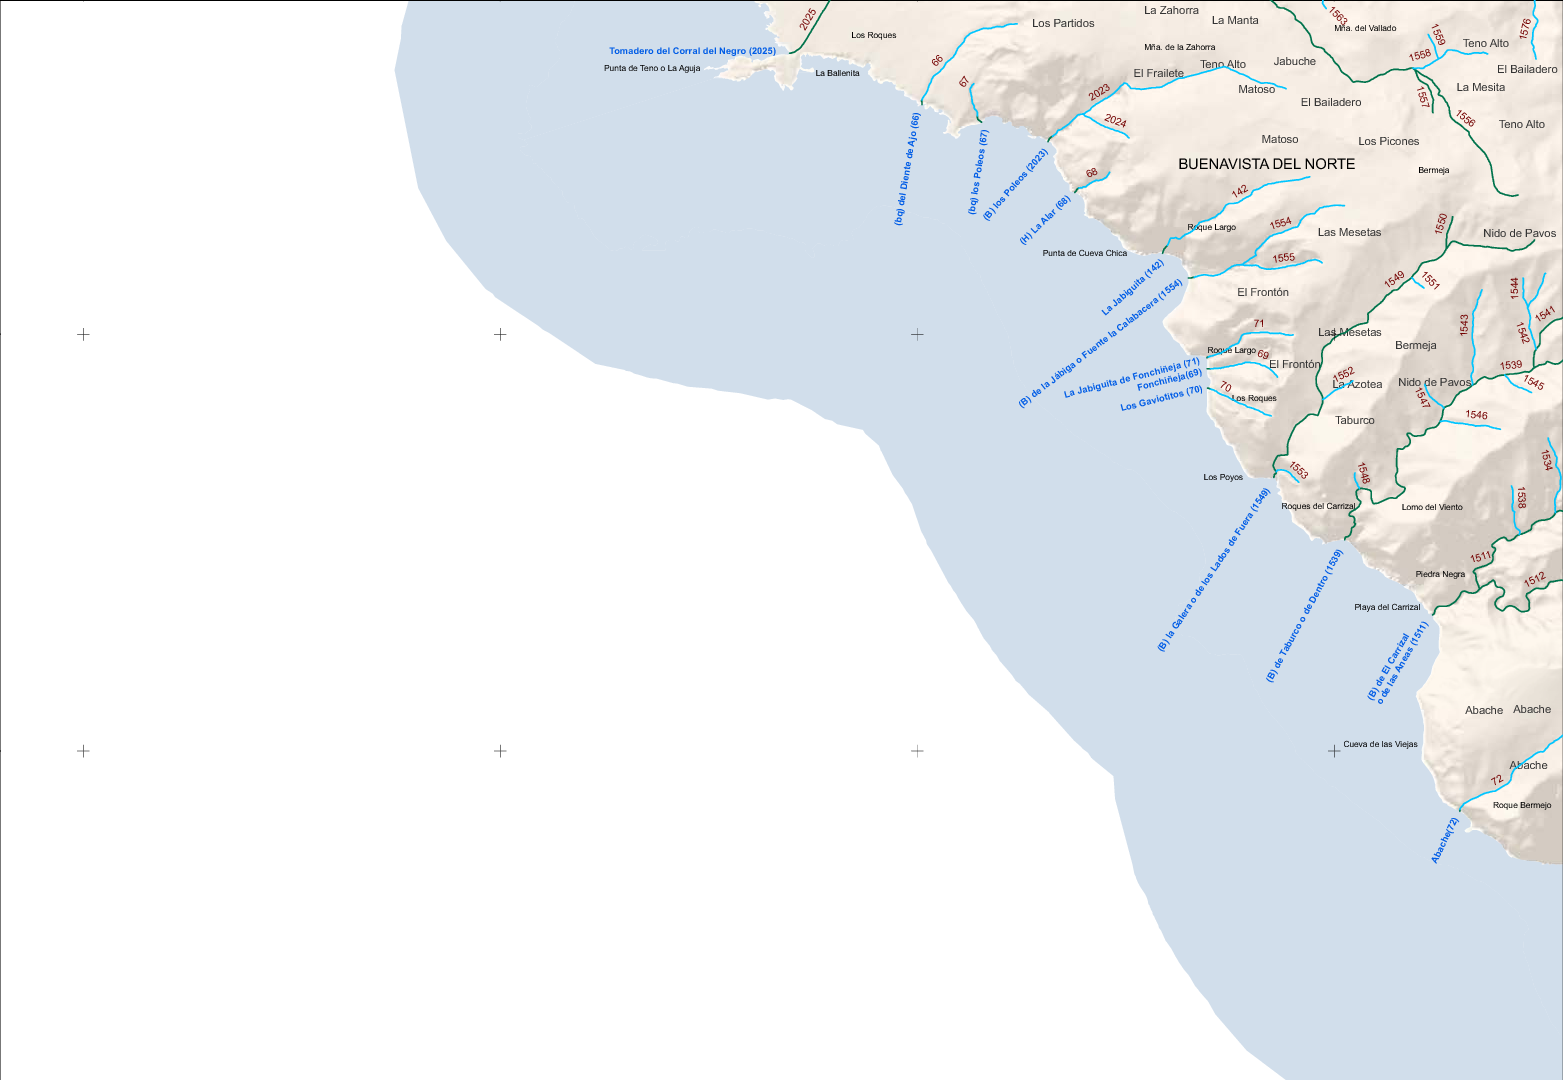 2025
La Zahorra
La Manta
1563
Mña. del Vallado
1559
1576
Los Partidos
Los Roques
Teno Alto
Tomadero del Corral del Negro (2025)
Mña. de la Zahorra
1558
Punta de Teno o La Aguja
La Ballenita
66
67
El Frailete
Teno Alto
Jabuche
El Bailadero
2023
Matoso
La Mesita
El Bailadero
1557
1556
2024
Teno Alto
Matoso
Los Picones
(bq) del Diente de Ajo (66)
(bq) los Poleos (67)
(B) los Poleos (2023)
BUENAVISTA DEL NORTE
68
Bermeja
142
(H) La Alar (68)
Roque Largo
1554
Las Mesetas
1550
Nido de Pavos
Punta de Cueva Chica
1555
La Jabiguita (142)
1549
1551
1544
El Frontón
(B) de la Jábiga o Fuente la Calabacera (1554)
71
Las Mesetas
1543
1542
1541
Roque Largo
69
El Frontón
Bermeja
La Jabiguita de Fonchiñeja (71)
Fonchiñeja(69)
1552
1539
La Azotea
Nido de Pavos
1545
70
Los Gaviotitos (70)
Los Roques
1547
Taburco
1546
1553
1548
1534
Los Poyos
(B) la Galera o de los Lados de Fuera (1549)
Roques del Carrizal
Lomo del Viento
1538
(B) de Taburco o de Dentro (1539)
1511
Piedra Negra
1512
Playa del Carrizal
(B) de El Carrizal
o de las Aneas (1511)
Abache
Abache
Cueva de las Viejas
Abache
72
Roque Bermejo
Abache(72)